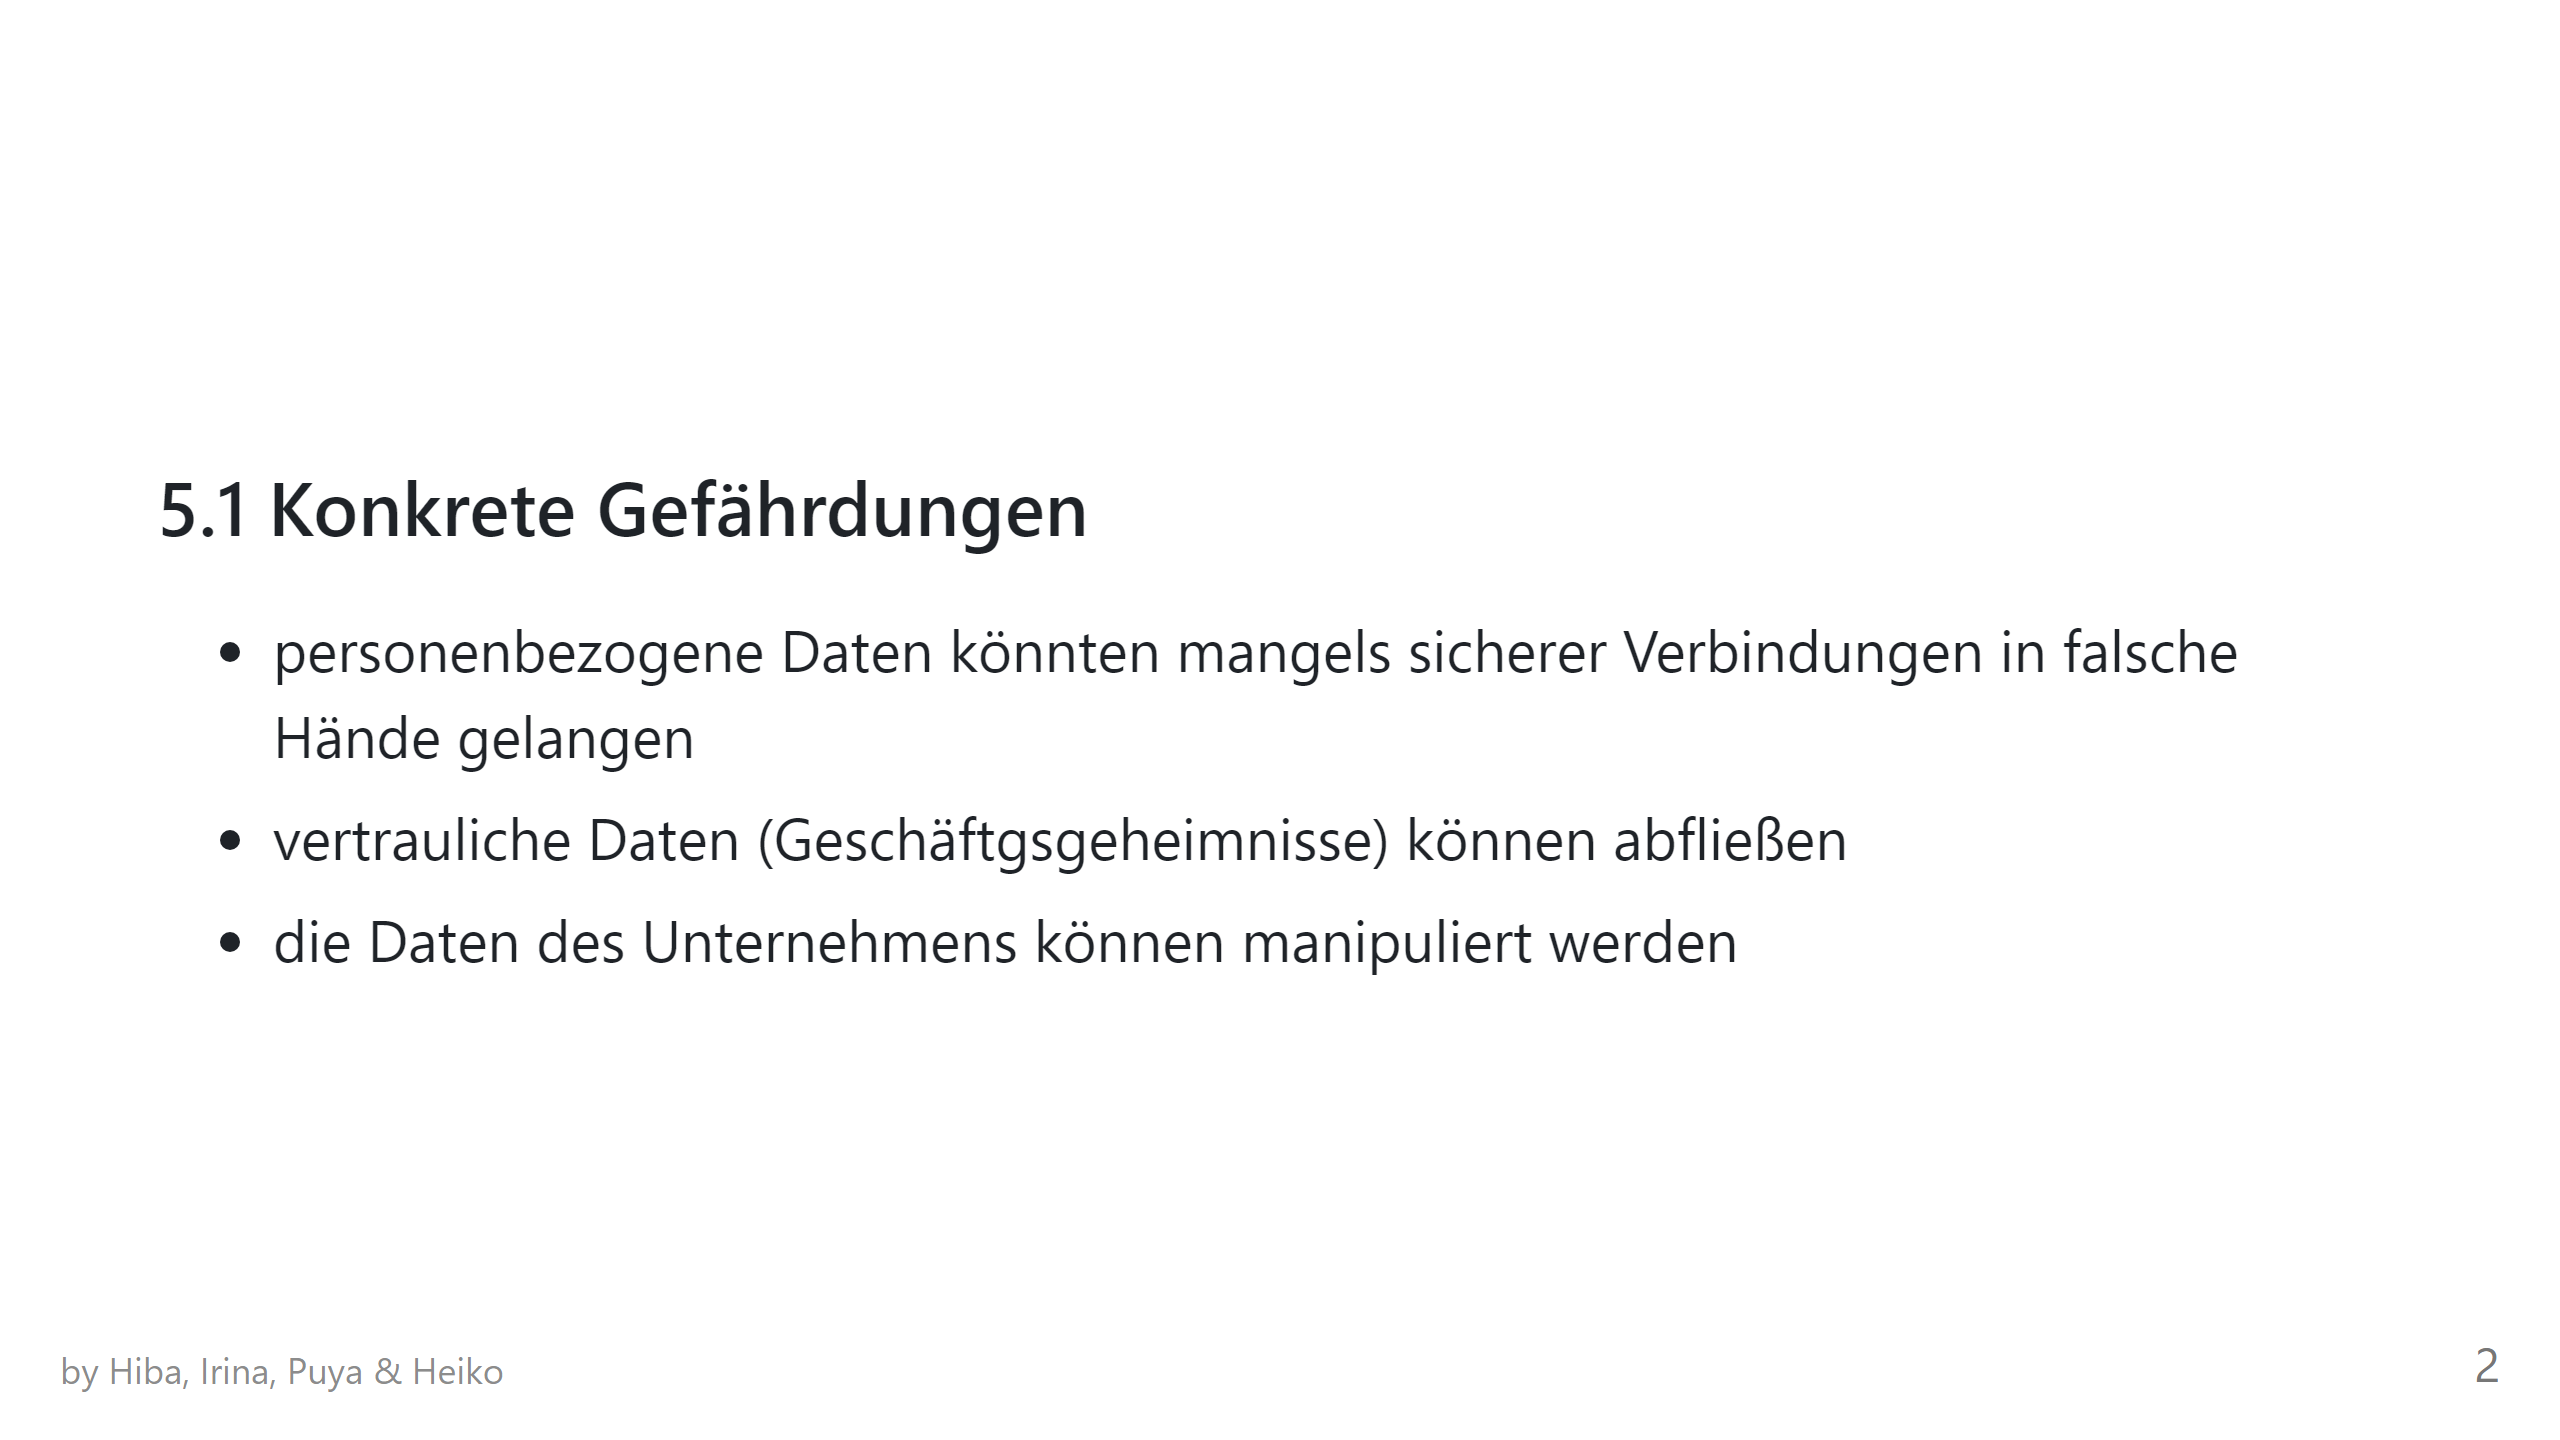 5.1 Konkrete Gefährdungen
• personenbezogene Daten könnten mangels sicherer Verbindungen in falsche
Hände gelangen
• vertrauliche Daten (Geschäftgsgeheimnisse) können abfließen
• die Daten des Unternehmens können manipuliert werden
by Hiba, Irina, Puya & Heiko
2